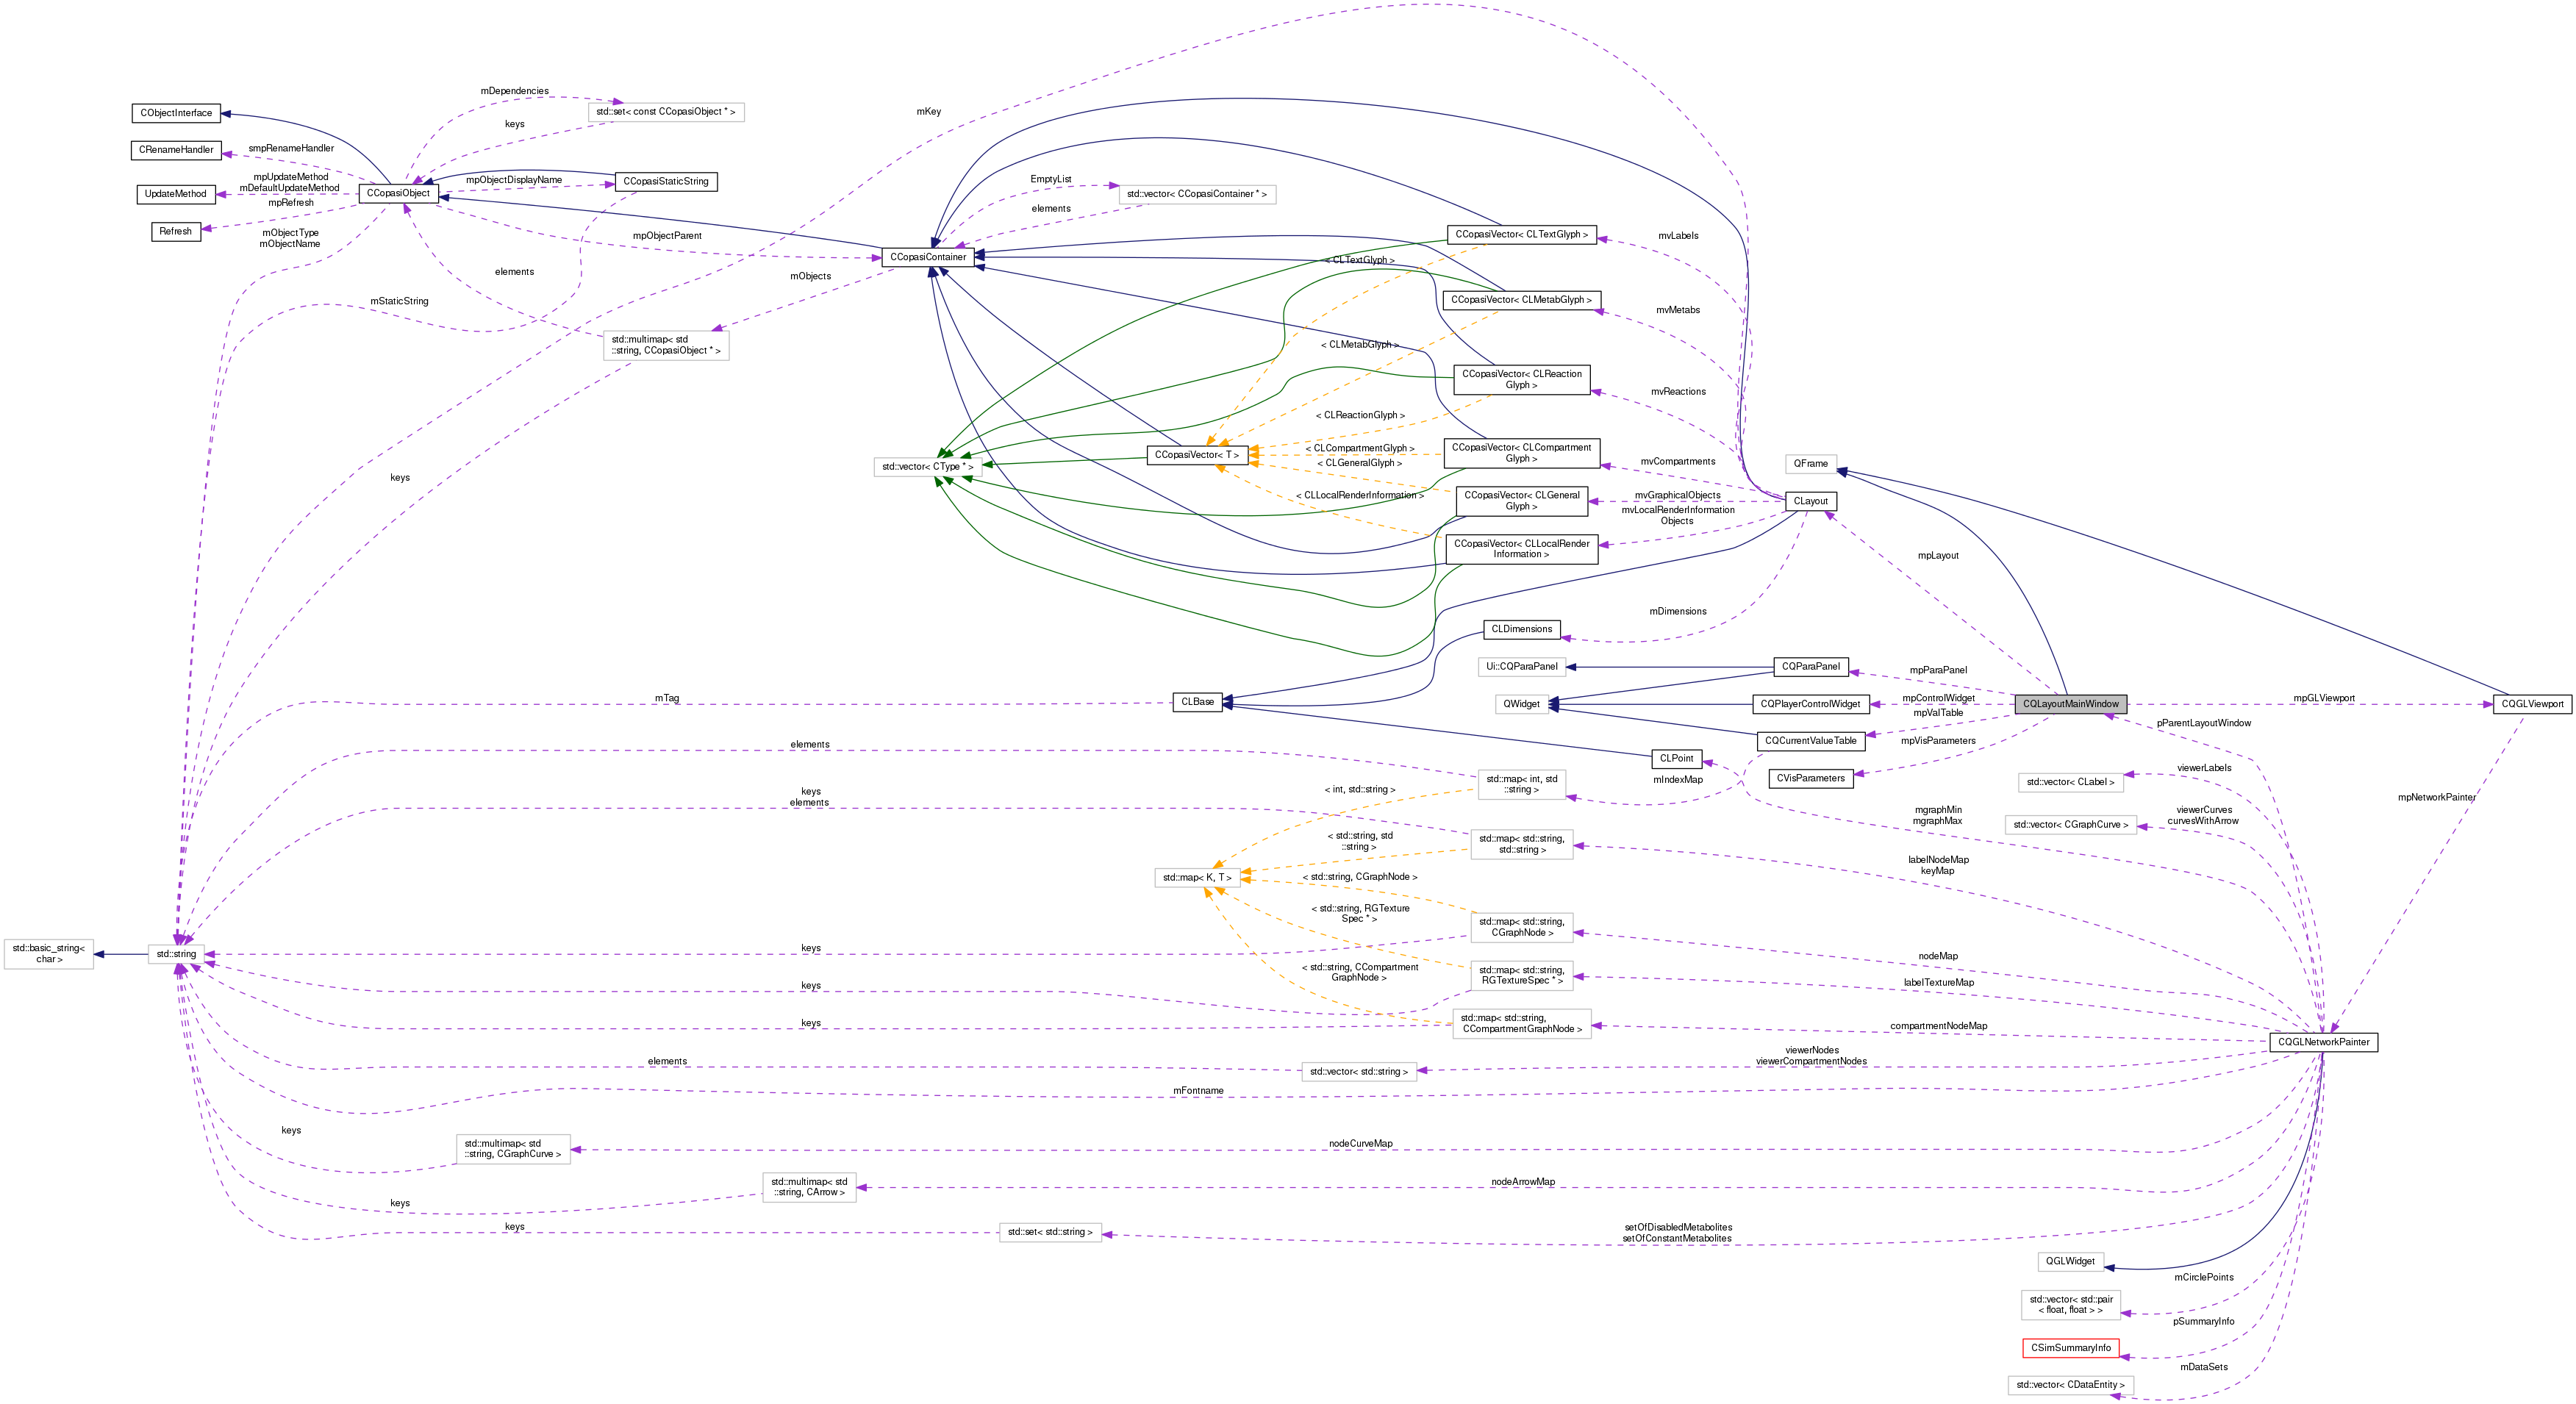 mKey
mDependencies
std::set< const CCopasiObject * >
CObjectInterface
keys
smpRenameHandler
CRenameHandler
mpUpdateMethod
mDefaultUpdateMethod
UpdateMethod
mpRefresh
Refresh
CCopasiObject
mpObjectDisplayName
CCopasiStaticString
mObjectType
mObjectName
mpObjectParent
mStaticString
elements
EmptyList
std::vector< CCopasiContainer * >
elements
CCopasiContainer
mObjects
std::multimap< std
::string, CCopasiObject * >
keys
CCopasiVector< CLTextGlyph >
mvLabels
< CLTextGlyph >
CCopasiVector< CLMetabGlyph >
mvMetabs
< CLMetabGlyph >
CCopasiVector< CLReaction
Glyph >
mvReactions
< CLReactionGlyph >
CCopasiVector< T >
std::vector< CType * >
< CLCompartmentGlyph >
CCopasiVector< CLCompartment
Glyph >
mvCompartments
< CLGeneralGlyph >
CCopasiVector< CLGeneral
Glyph >
mvGraphicalObjects
< CLLocalRenderInformation >
mvLocalRenderInformation
Objects
CCopasiVector< CLLocalRender
Information >
QFrame
CLayout
mpLayout
mDimensions
CLDimensions
Ui::CQParaPanel
CQParaPanel
mpParaPanel
QWidget
CQPlayerControlWidget
mpControlWidget
mpValTable
CQLayoutMainWindow
mpGLViewport
CQGLViewport
CQCurrentValueTable
mpVisParameters
pParentLayoutWindow
mTag
CLBase
CLPoint
CVisParameters
mIndexMap
viewerLabels
std::vector< CLabel >
mpNetworkPainter
elements
std::map< int, std
::string >
< int, std::string >
mgraphMin
mgraphMax
viewerCurves
curvesWithArrow
std::vector< CGraphCurve >
keys
elements
< std::string, std
::string >
std::map< std::string,
std::string >
labelNodeMap
keyMap
std::map< K, T >
< std::string, CGraphNode >
std::map< std::string,
CGraphNode >
nodeMap
< std::string, RGTexture
Spec * >
std::map< std::string,
RGTextureSpec * >
labelTextureMap
< std::string, CCompartment
GraphNode >
std::map< std::string,
CCompartmentGraphNode >
compartmentNodeMap
std::basic_string<
char >
std::string
keys
keys
keys
CQGLNetworkPainter
elements
std::vector< std::string >
viewerNodes
viewerCompartmentNodes
mFontname
keys
std::multimap< std
::string, CGraphCurve >
nodeCurveMap
keys
std::multimap< std
::string, CArrow >
nodeArrowMap
keys
std::set< std::string >
setOfDisabledMetabolites
setOfConstantMetabolites
QGLWidget
mCirclePoints
std::vector< std::pair
< float, float > >
pSummaryInfo
CSimSummaryInfo
mDataSets
std::vector< CDataEntity >